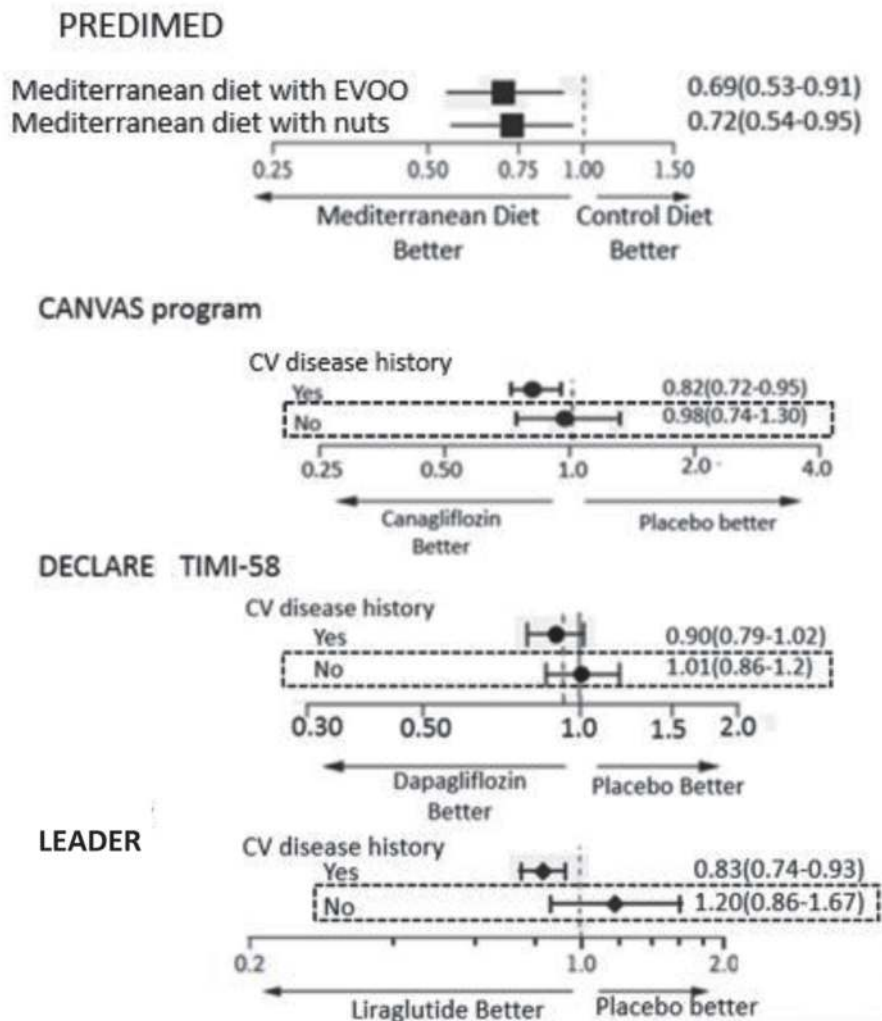 PREDIMED
Mediterranean diet with EVOO 0.69(0.53-0.91)
Mediterranean diet with nuts 0.72(0.54-0.95)
0.25 0.50 0.75 1.00 1.50
Mediterranean Diet Better Control Diet Better
CANVAS program
CV disease history
Yes 0.82(0.72-0.95)
No 0.98(0.74-1.30)
0.25 0.50 1.0 2.0 4.0
Canagliflozin Better Placebo better
DECLARE TIMI-58
CV disease history
Yes 0.90(0.79-1.02)
No 1.01(0.86-1.2)
0.30 0.50 1.0 1.5 2.0
Dapagliflozin Better Placebo Better
LEADER
CV disease history
Yes 0.83(0.74-0.93)
No 1.20(0.86-1.67)
0.2 1.0 2.0
Liraglutide Better Placebo better